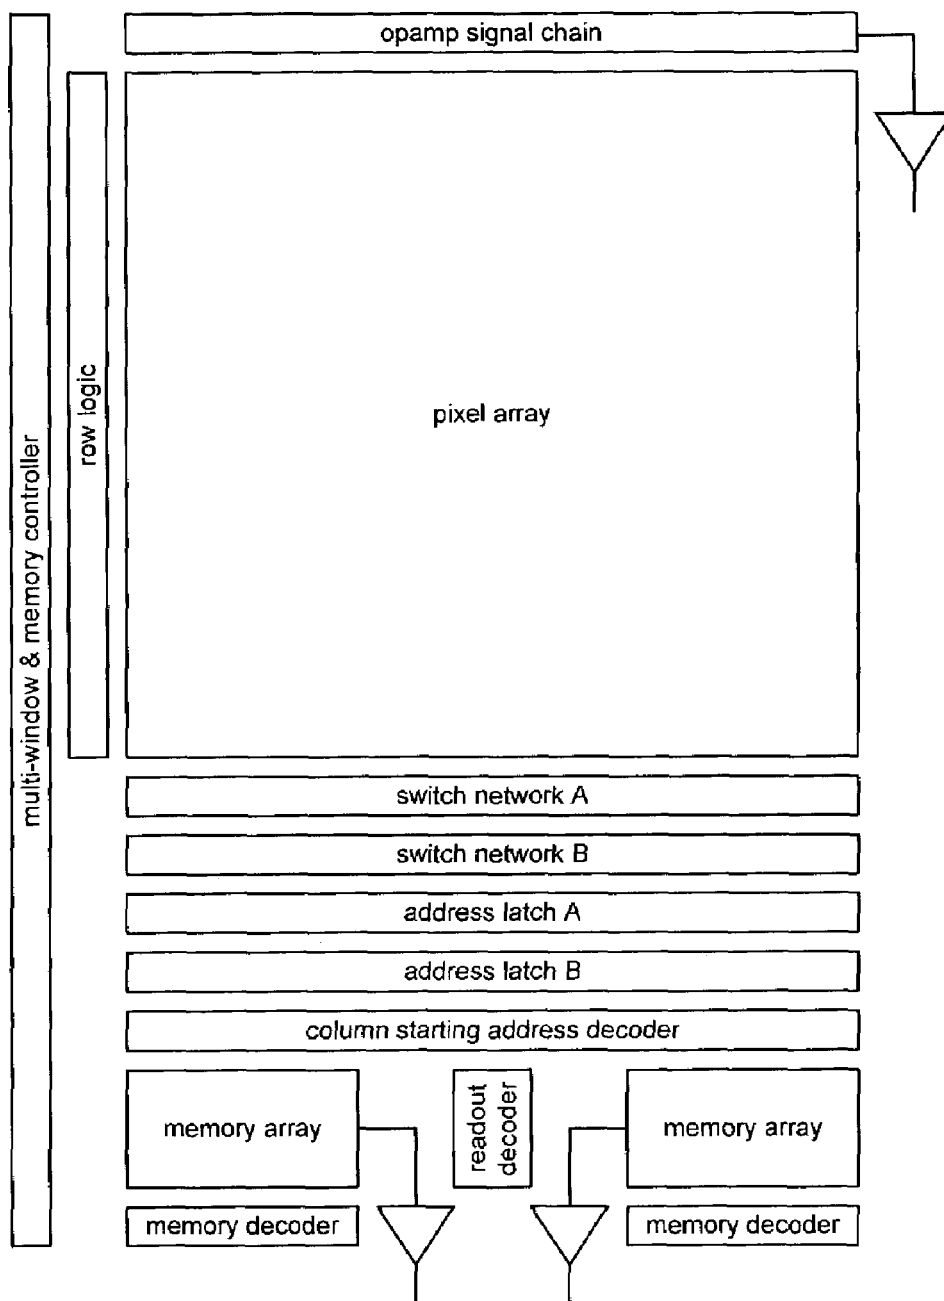 opamp signal chain
multi-window & memory controller
row logic
pixel array
switch network A
switch network B
address latch A
address latch B
column starting address decoder
memory array
readout
decoder
memory array
memory decoder
memory decoder